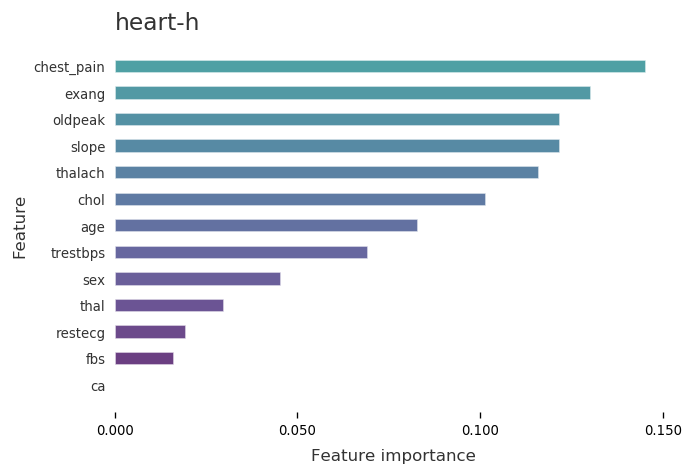 heart-h
chest_pain
exang
oldpeak
slope
thalach
chol
age
trestbps
sex
thal
restecg
fbs
ca
Feature
0.000 0.050 0.100 0.150
Feature importance